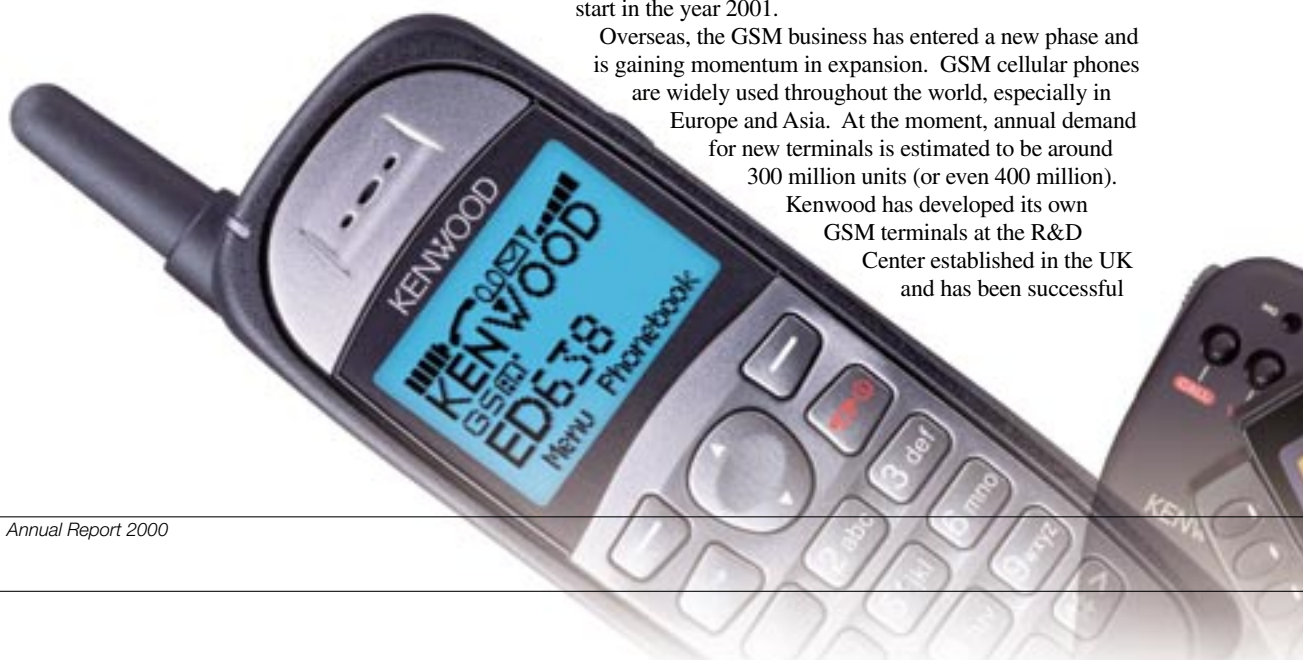 start in the year 2001.
Overseas, the GSM business has entered a new phase and
is gaining momentum in expansion. GSM cellular phones
are widely used throughout the world, especially in
Europe and Asia. At the moment, annual demand
for new terminals is estimated to be around
300 million units (or even 400 million).
Kenwood has developed its own
GSM terminals at the R&D
Center established in the UK
and has been successful
KENWOOD
KENWOOD
GSM
ED638
Menu Phonebook
3 def
2 abc
6 mno
9 wxyz
5 jkl
CALL
KENW
Annual Report 2000